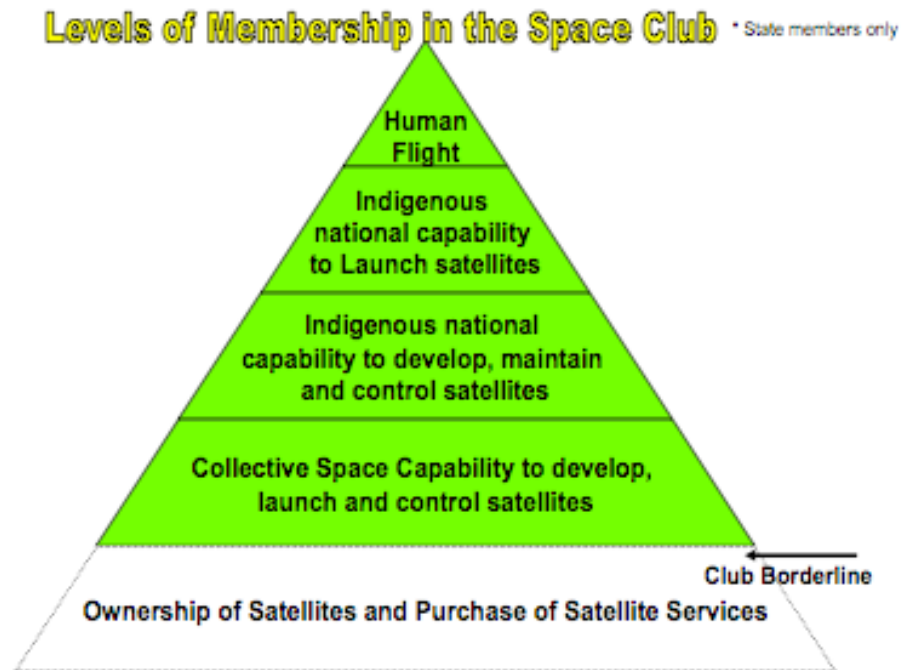 Levels of Membership in the Space Club
* State members only
Human
Flight
Indigenous
national capability
to Launch satellites
Indigenous national
capability to develop, maintain
and control satellites
Collective Space Capability to develop,
launch and control satellites
Club Borderline
Ownership of Satellites and Purchase of Satellite Services